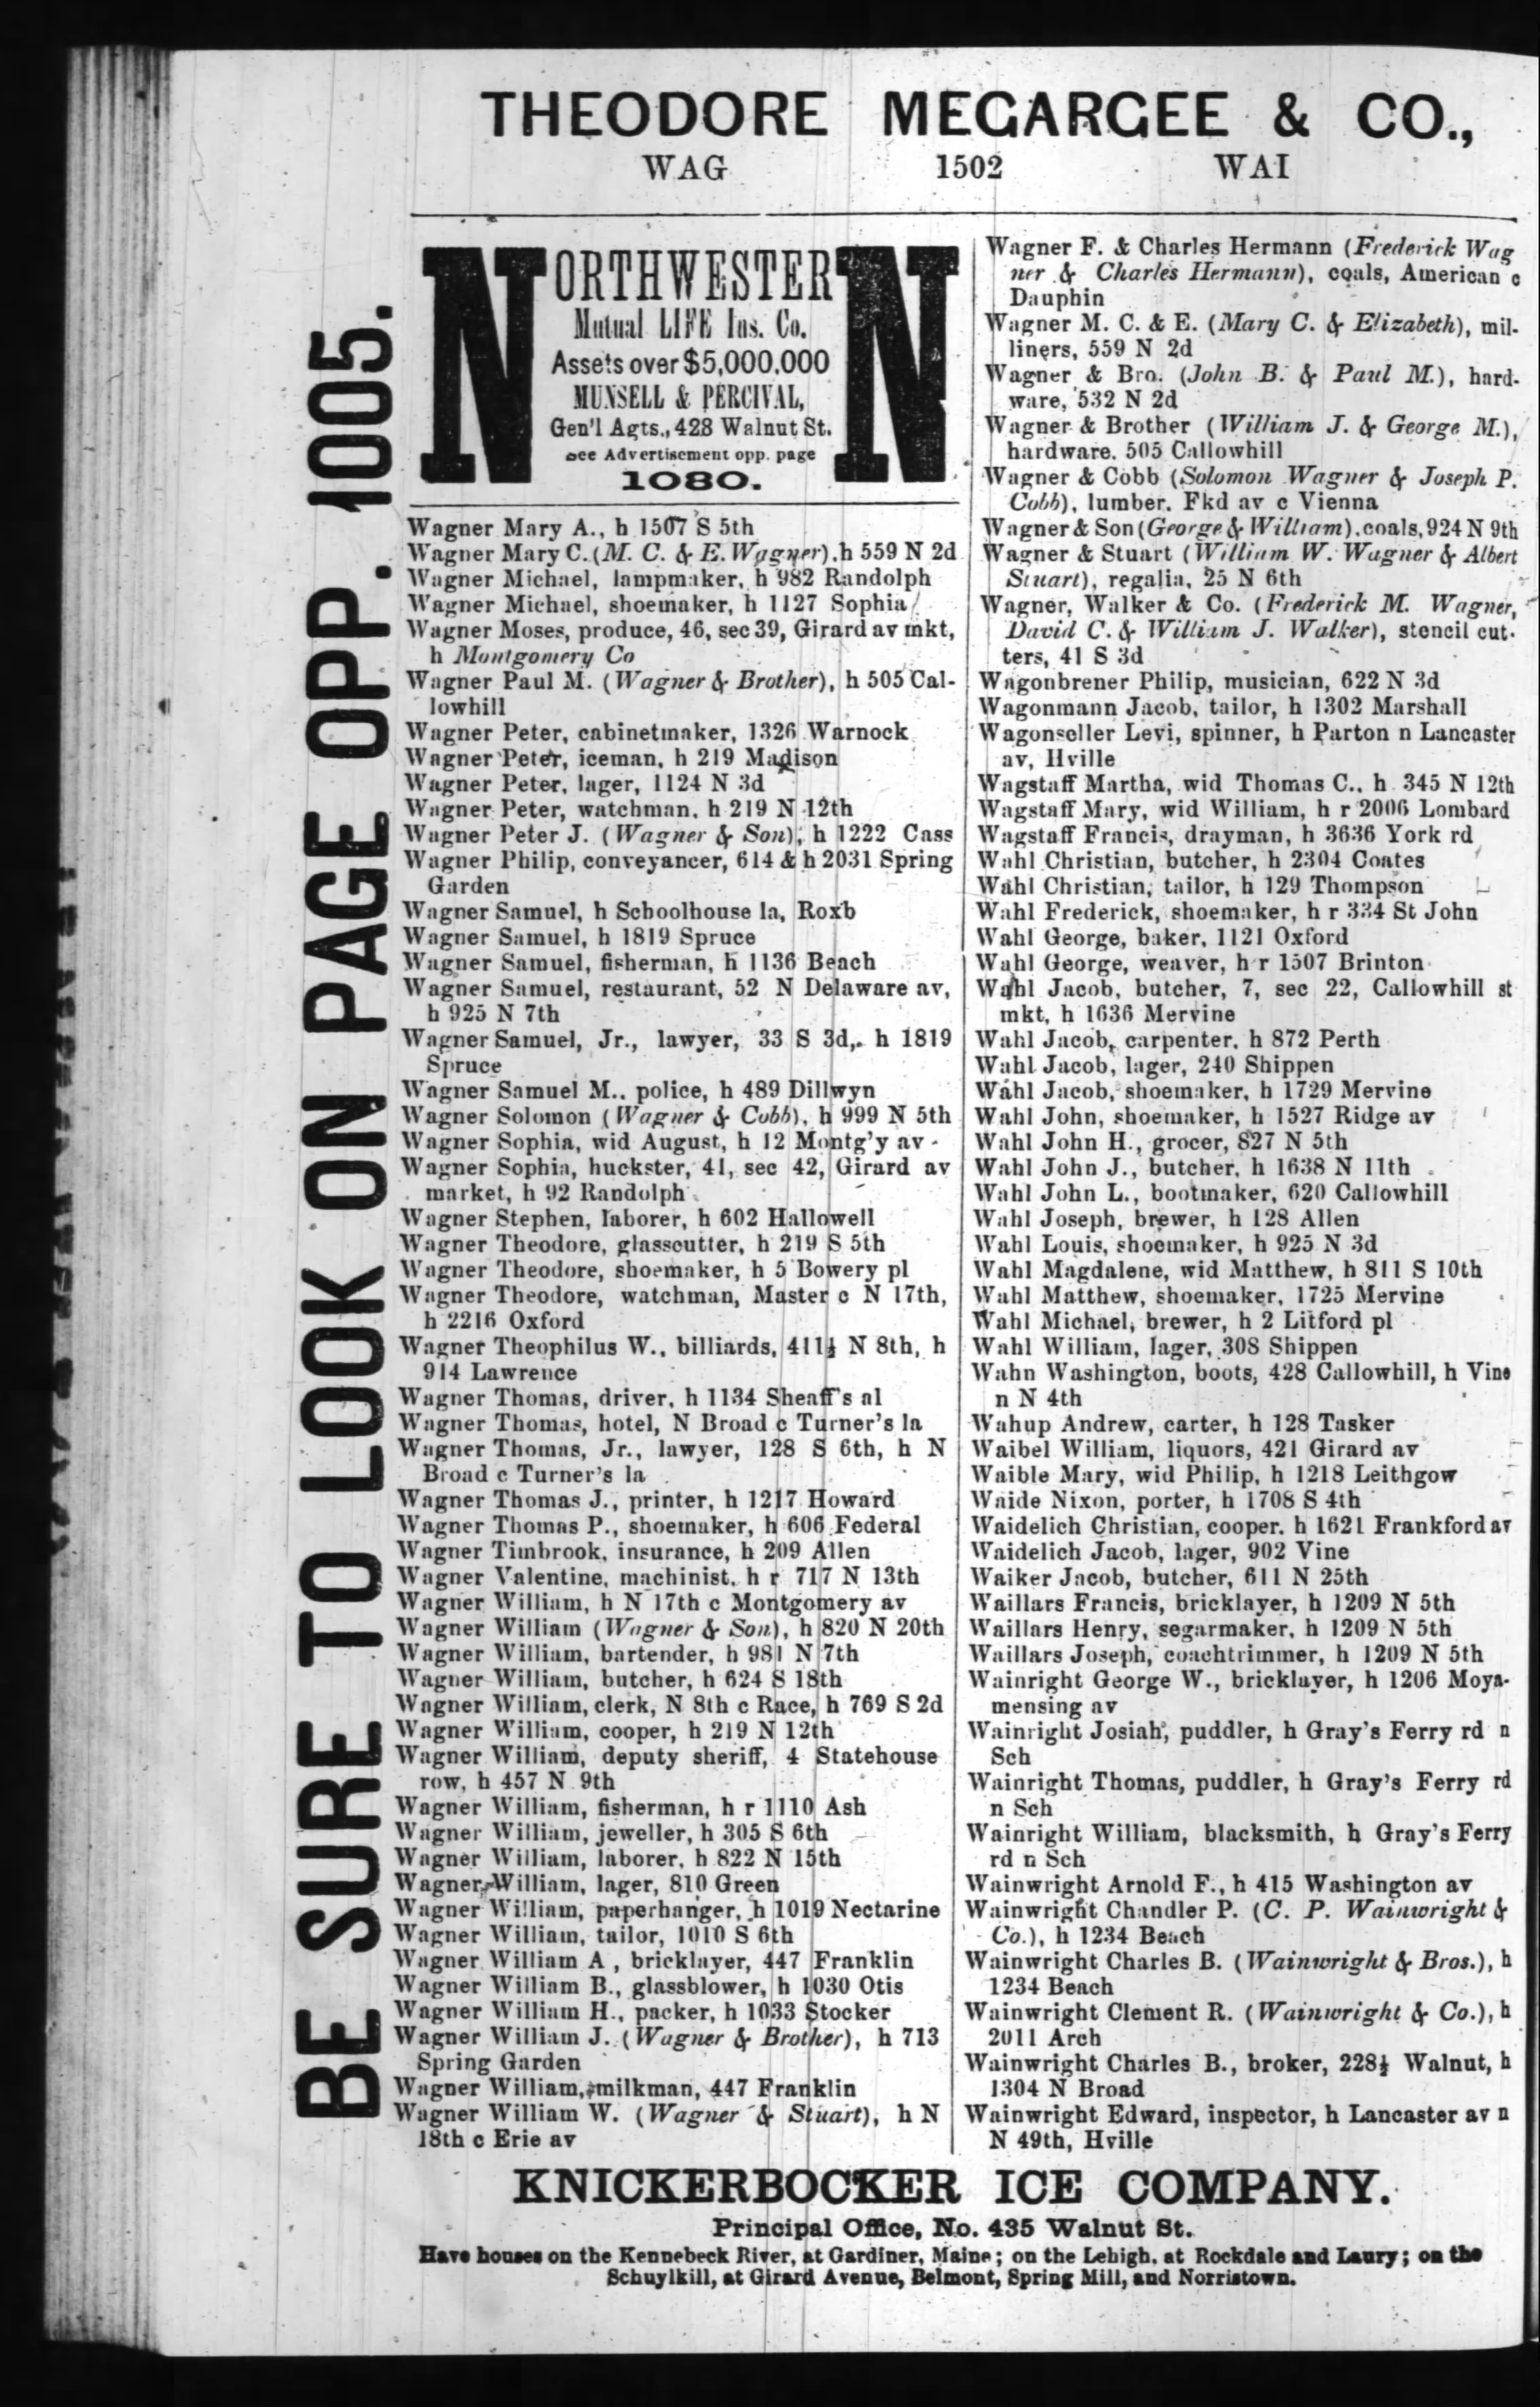 THEODORE MEGARGEE & CO.,
WAG 1502 WAI
BE SURE TO LOOK ON PAGE OPP. 1005.
NORTHWESTERN
Mutual LIFE Ins. Co.
Assets over $5,000,000
MUNSELL & PERCIVAL,
Gen'l Agts., 428 Walnut St.
see Advertisement opp. page
1080.
Wagner Mary A., h 1507 S 5th
Wagner Mary C. (M. C. & E. Wagner), h 559 N 2d
Wagner Michael, lampmaker, h 982 Randolph
Wagner Michael, shoemaker, h 1127 Sophia
Wagner Moses, produce, 46, sec 39, Girard av mkt,
h Montgomery Co
Wagner Paul M. (Wagner & Brother), h 505 Cal-
lowhill
Wagner Peter, cabinetmaker, 1326 Warnock
Wagner Peter, iceman, h 219 Madison
Wagner Peter, lager, 1124 N 3d
Wagner Peter, watchman, h 219 N 12th
Wagner Peter J. (Wagner & Son), h 1222 Cass
Wagner Philip, conveyancer, 614 & h 2031 Spring
Garden
Wagner Samuel, h Schoolhouse la, Roxb
Wagner Samuel, h 1819 Spruce
Wagner Samuel, fisherman, h 1136 Beach
Wagner Samuel, restaurant, 52 N Delaware av,
h 925 N 7th
Wagner Samuel, Jr., lawyer, 33 S 3d, h 1819
Spruce
Wagner Samuel M., police, h 489 Dillwyn
Wagner Solomon (Wagner & Cobb), h 999 N 5th
Wagner Sophia, wid August, h 12 Montg'y av
Wagner Sophia, huckster, 41, sec 42, Girard av
market, h 92 Randolph
Wagner Stephen, laborer, h 602 Hallowell
Wagner Theodore, glasscutter, h 219 S 5th
Wagner Theodore, shoemaker, h 5 Bowery pl
Wagner Theodore, watchman, Master c N 17th,
h 2216 Oxford
Wagner Theophilus W., billiards, 411½ N 8th, h
914 Lawrence
Wagner Thomas, driver, h 1134 Sheaff's al
Wagner Thomas, hotel, N Broad c Turner's la
Wagner Thomas, Jr., lawyer, 128 S 6th, h N
Broad c Turner's la
Wagner Thomas J., printer, h 1217 Howard
Wagner Thomas P., shoemaker, h 606 Federal
Wagner Timbrook, insurance, h 209 Allen
Wagner Valentine, machinist, h r 717 N 13th
Wagner William, h N 17th c Montgomery av
Wagner William (Wagner & Son), h 820 N 20th
Wagner William, bartender, h 981 N 7th
Wagner William, butcher, h 624 S 18th
Wagner William, clerk, N 8th c Race, h 769 S 2d
Wagner William, cooper, h 219 N 12th
Wagner William, deputy sheriff, 4 Statehouse
row, h 457 N 9th
Wagner William, fisherman, h r 1110 Ash
Wagner William, jeweller, h 305 S 6th
Wagner William, laborer, h 822 N 15th
Wagner William, lager, 810 Green
Wagner William, paperhanger, h 1019 Nectarine
Wagner William, tailor, 1010 S 6th
Wagner William A , bricklayer, 447 Franklin
Wagner William B., glassblower, h 1030 Otis
Wagner William H., packer, h 1033 Stocker
Wagner William J. (Wagner & Brother), h 713
Spring Garden
Wagner William, milkman, 447 Franklin
Wagner William W. (Wagner & Stuart), h N
18th c Erie av
Wagner F. & Charles Hermann (Frederick Wag
ner & Charles Hermann), coals, American c
Dauphin
Wagner M. C. & E. (Mary C. & Elizabeth), mil-
liners, 559 N 2d
Wagner & Bro. (John B. & Paul M.), hard-
ware, 532 N 2d
Wagner & Brother (William J. & George M.),
hardware. 505 Callowhill
Wagner & Cobb (Solomon Wagner & Joseph P.
Cobb), lumber. Fkd av c Vienna
Wagner & Son (George & William), coals, 924 N 9th
Wagner & Stuart (William W. Wagner & Albert
Stuart), regalia, 25 N 6th
Wagner, Walker & Co. (Frederick M. Wagner,
David C. & William J. Walker), stencil cut-
ters, 41 S 3d
Wagonbrener Philip, musician, 622 N 3d
Wagonmann Jacob, tailor, h 1302 Marshall
Wagonseller Levi, spinner, h Parton n Lancaster
av, Hville
Wagstaff Martha, wid Thomas C., h 345 N 12th
Wagstaff Mary, wid William, h r 2006 Lombard
Wagstaff Francis, drayman, h 3636 York rd
Wahl Christian, butcher, h 2304 Coates
Wahl Christian, tailor, h 129 Thompson
Wahl Frederick, shoemaker, h r 334 St John
Wahl George, baker, 1121 Oxford
Wahl George, weaver, h r 1507 Brinton
Wahl Jacob, butcher, 7, sec 22, Callowhill st
mkt, h 1636 Mervine
Wahl Jacob, carpenter, h 872 Perth
Wahl Jacob, lager, 240 Shippen
Wahl Jacob, shoemaker, h 1729 Mervine
Wahl John, shoemaker, h 1527 Ridge av
Wahl John H., grocer, 827 N 5th
Wahl John J., butcher, h 1638 N 11th
Wahl John L., bootmaker, 620 Callowhill
Wahl Joseph, brewer, h 128 Allen
Wahl Louis, shoemaker, h 925 N 3d
Wahl Magdalene, wid Matthew, h 811 S 10th
Wahl Matthew, shoemaker, 1725 Mervine
Wahl Michael, brewer, h 2 Litford pl
Wahl William, lager, 308 Shippen
Wahn Washington, boots, 428 Callowhill, h Vine
n N 4th
Wahup Andrew, carter, h 128 Tasker
Waibel William, liquors, 421 Girard av
Waible Mary, wid Philip, h 1218 Leithgow
Waide Nixon, porter, h 1708 S 4th
Waidelich Christian, cooper. h 1621 Frankford av
Waidelich Jacob, lager, 902 Vine
Waiker Jacob, butcher, 611 N 25th
Waillars Francis, bricklayer, h 1209 N 5th
Waillars Henry, segarmaker, h 1209 N 5th
Waillars Joseph, coachtrimmer, h 1209 N 5th
Wainright George W., bricklayer, h 1206 Moya-
mensing av
Wainright Josiah, puddler, h Gray's Ferry rd n
Sch
Wainright Thomas, puddler, h Gray's Ferry rd
n Sch
Wainright William, blacksmith, h Gray's Ferry
rd n Sch
Wainwright Arnold F., h 415 Washington av
Wainwright Chandler P. (C. P. Wainwright &
Co.), h 1234 Beach
Wainwright Charles B. (Wainwright & Bros.), h
1234 Beach
Wainwright Clement R. (Wainwright & Co.), h
2011 Arch
Wainwright Charles B., broker, 228½ Walnut, h
1304 N Broad
Wainwright Edward, inspector, h Lancaster av n
N 49th, Hville
KNICKERBOCKER ICE COMPANY.
Principal Office, No. 435 Walnut St.
Have houses on the Kennebeck River, at Gardiner, Maine; on the Lehigh, at Rockdale and Laury; on the
Schuylkill, at Girard Avenue, Belmont, Spring Mill, and Norristown.